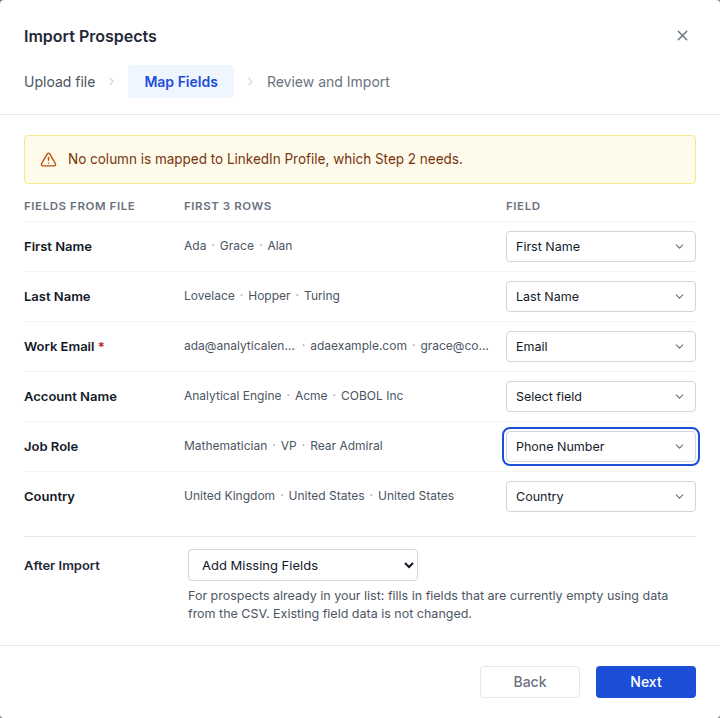 Import Prospects
Upload file
Map Fields
Review and Import
No column is mapped to LinkedIn Profile, which Step 2 needs.
FIELDS FROM FILE FIRST 3 ROWS FIELD
First Name Ada · Grace · Alan First Name
Last Name Lovelace · Hopper · Turing Last Name
Work Email * ada@analyticalen... · adaexample.com · grace@co... Email
Account Name Analytical Engine · Acme · COBOL Inc Select field
Job Role Mathematician · VP · Rear Admiral Phone Number
Country United Kingdom · United States · United States Country
After Import Add Missing Fields
For prospects already in your list: fills in fields that are currently empty using data
from the CSV. Existing field data is not changed.
Back Next